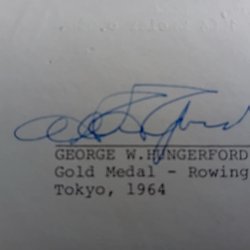 GEORGE W.HUNGERFORD
Gold Medal - Rowing
Tokyo, 1964